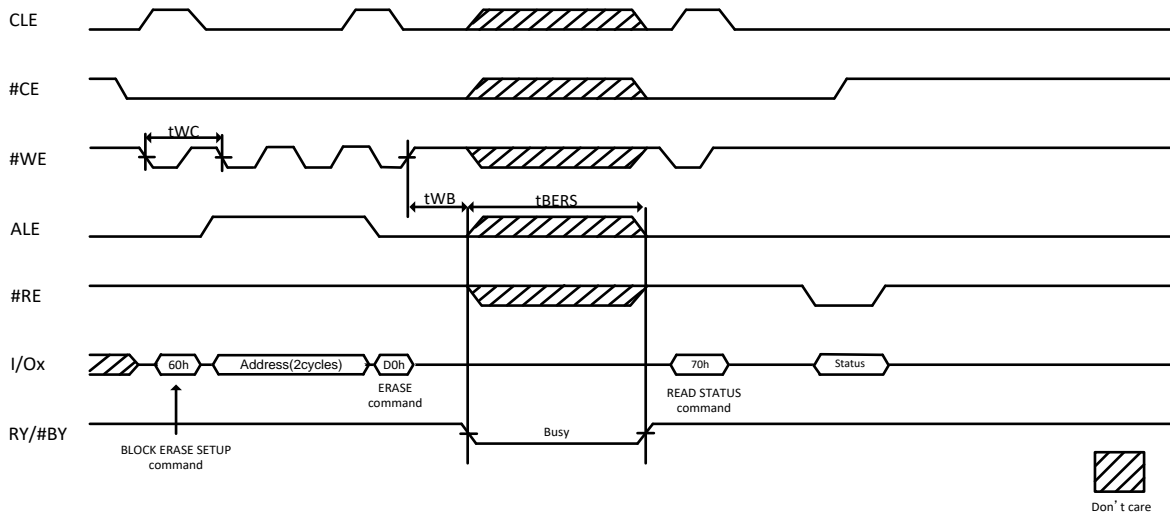 CLE
#CE
tWC
#WE
tWB
tBERS
ALE
#RE
I/Ox
60h
Address(2cycles)
D0h
70h
Status
ERASE
command
READ STATUS
command
RY/#BY
Busy
BLOCK ERASE SETUP
command
Don't care